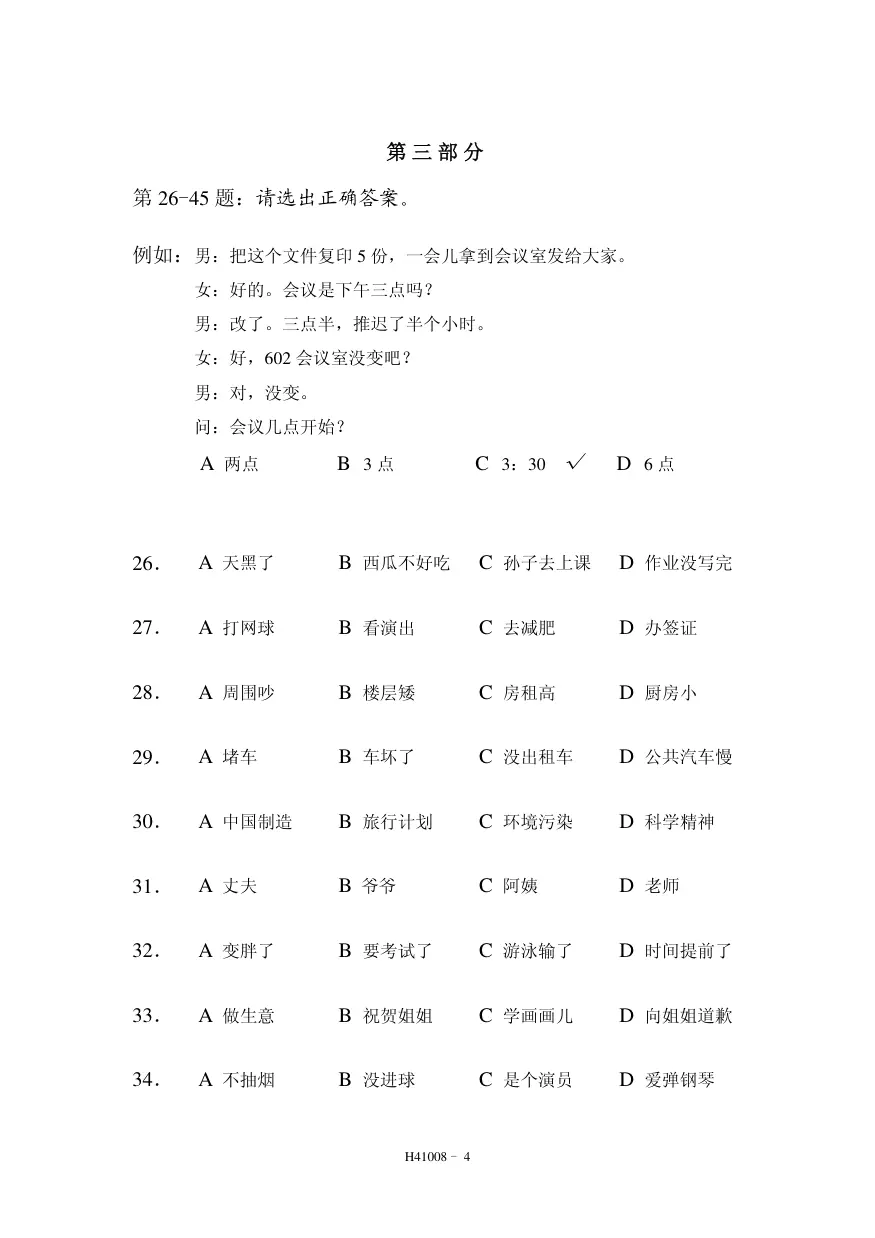 第 三 部 分
第 26-45 题：请选出正确答案。
例如：男：把这个文件复印 5 份，一会儿拿到会议室发给大家。
女：好的。会议是下午三点吗？
男：改了。三点半，推迟了半个小时。
女：好，602 会议室没变吧？
男：对，没变。
问：会议几点开始？
A 两点 B 3 点 C 3：30 √ D 6 点
26． A 天黑了 B 西瓜不好吃 C 孙子去上课 D 作业没写完
27． A 打网球 B 看演出 C 去减肥 D 办签证
28． A 周围吵 B 楼层矮 C 房租高 D 厨房小
29． A 堵车 B 车坏了 C 没出租车 D 公共汽车慢
30． A 中国制造 B 旅行计划 C 环境污染 D 科学精神
31． A 丈夫 B 爷爷 C 阿姨 D 老师
32． A 变胖了 B 要考试了 C 游泳输了 D 时间提前了
33． A 做生意 B 祝贺姐姐 C 学画画儿 D 向姐姐道歉
34． A 不抽烟 B 没进球 C 是个演员 D 爱弹钢琴
H41008 - 4